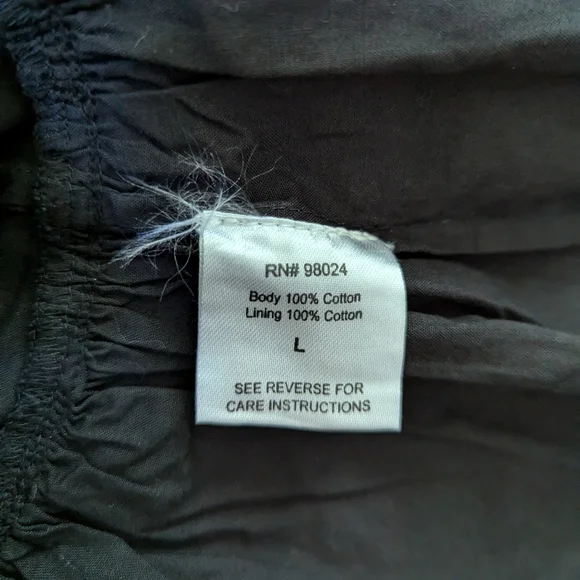 RN# 98024
Body 100% Cotton
Lining 100% Cotton
L
SEE REVERSE FOR
CARE INSTRUCTIONS